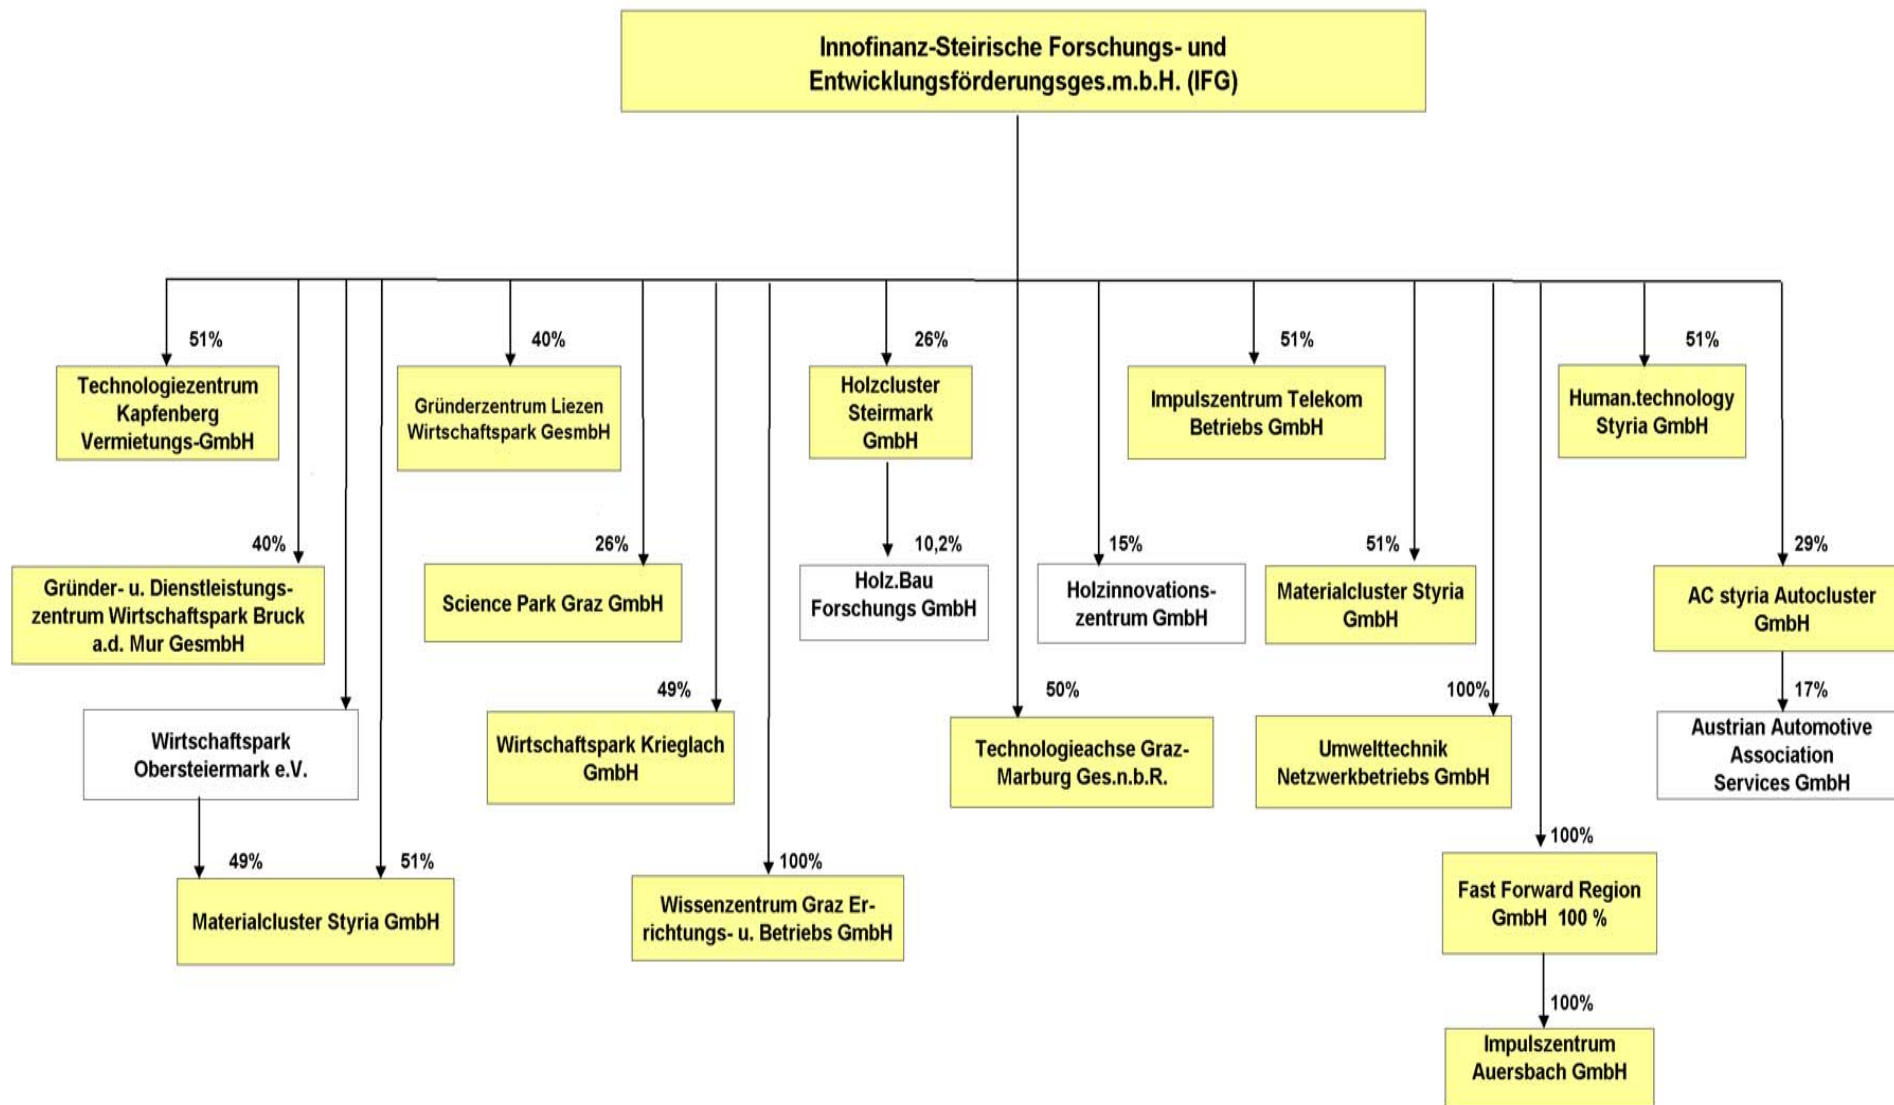 Innofinanz-Steirische Forschungs- und
Entwicklungsförderungsges.m.b.H. (IFG)
51%
Technologiezentrum
Kapfenberg
Vermietungs-GmbH
40%
Gründerzentrum Liezen
Wirtschaftspark GesmbH
26%
Holzcluster
Steirmark
GmbH
51%
Impulszentrum Telekom
Betriebs GmbH
51%
Human.technology
Styria GmbH
40%
Gründer- u. Dienstleistungs-
zentrum Wirtschaftspark Bruck
a.d. Mur GesmbH
26%
Science Park Graz GmbH
10,2%
Holz.Bau
Forschungs GmbH
15%
Holzinnovations-
zentrum GmbH
51%
Materialcluster Styria
GmbH
29%
AC styria Autocluster
GmbH
Wirtschaftspark
Obersteiermark e.V.
49%
Wirtschaftspark Krieglach
GmbH
50%
Technologieachse Graz-
Marburg Ges.n.b.R.
100%
Umwelttechnik
Netzwerkbetriebs GmbH
17%
Austrian Automotive
Association
Services GmbH
49%
51%
Materialcluster Styria GmbH
100%
Wissenzentrum Graz Er-
richtungs- u. Betriebs GmbH
100%
Fast Forward Region
GmbH 100 %
100%
Impulszentrum
Auersbach GmbH